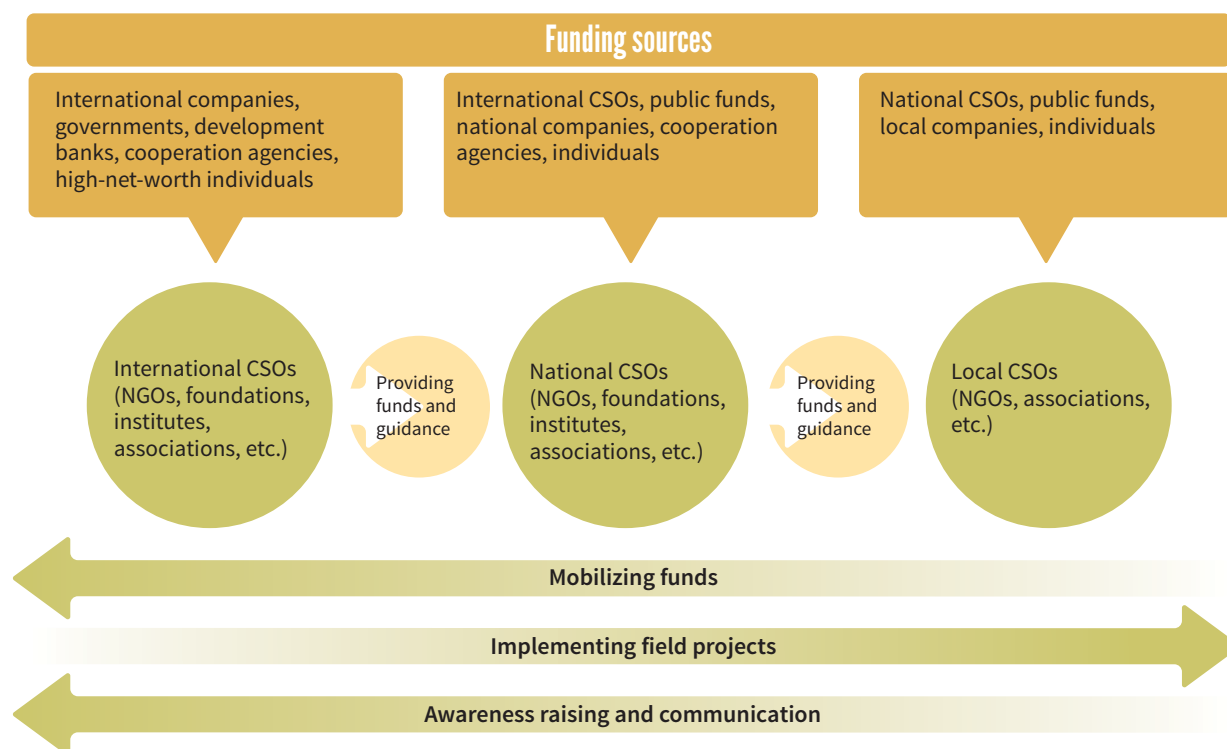 Funding sources
International companies,
governments, development
banks, cooperation agencies,
high-net-worth individuals
International CSOs, public funds,
national companies, cooperation
agencies, individuals
National CSOs, public funds,
local companies, individuals
International CSOs
(NGOs, foundations,
institutes,
associations, etc.)
Providing
funds and
guidance
National CSOs
(NGOs, foundations,
institutes,
associations, etc.)
Providing
funds and
guidance
Local CSOs
(NGOs, associations,
etc.)
Mobilizing funds
Implementing field projects
Awareness raising and communication